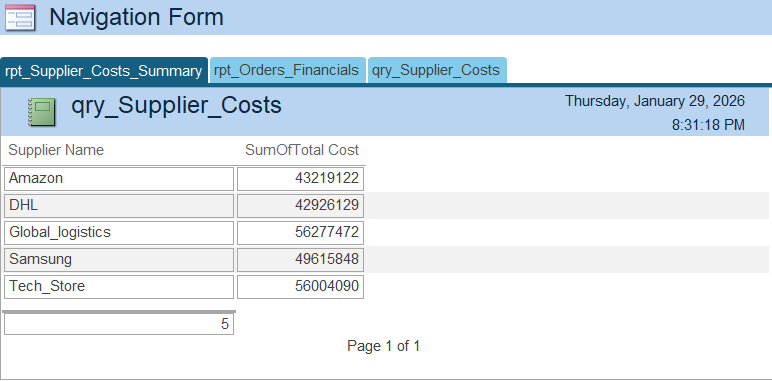 Navigation Form
rpt_Supplier_Costs_Summary rpt_Orders_Financials qry_Supplier_Costs
qry_Supplier_Costs Thursday, January 29, 2026
8:31:18 PM
Supplier Name SumOfTotal Cost
Amazon 43219122
DHL 42926129
Global_logistics 56277472
Samsung 49615848
Tech_Store 56004090
5
Page 1 of 1